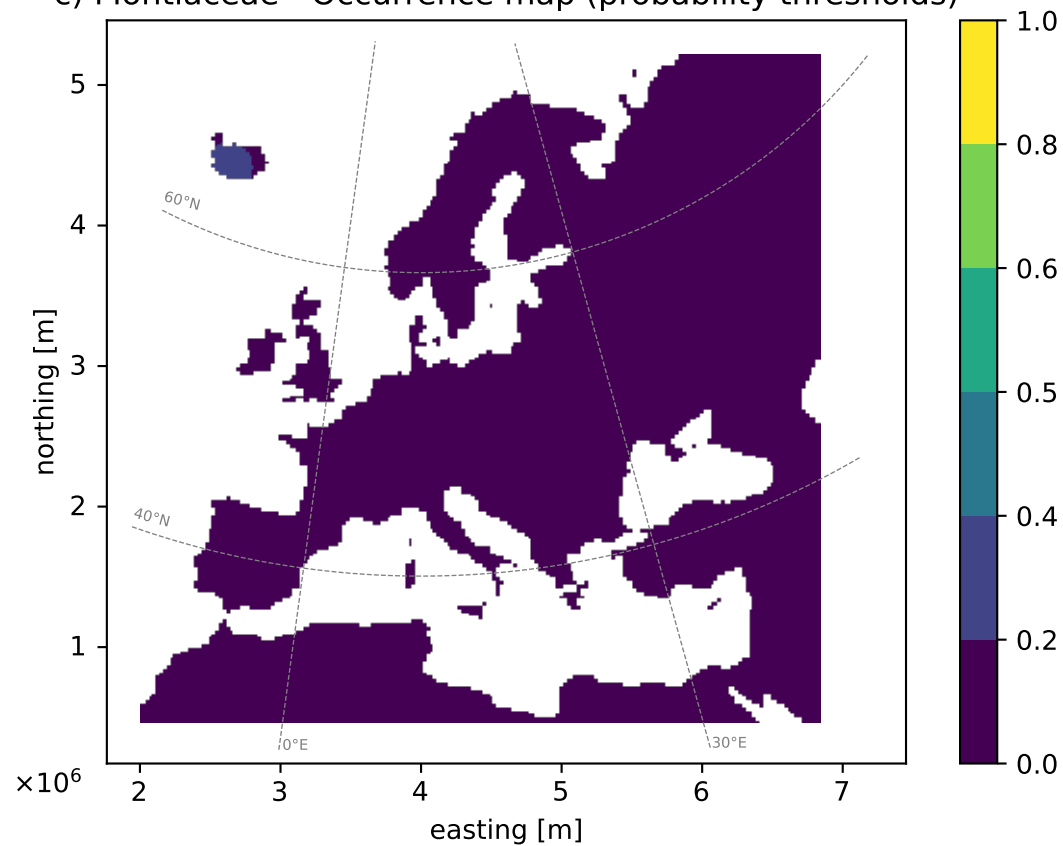 c) Montiaceae - Occurrence map (probability thresholds)
1.0
5
0.8
60°N
4
0.6
northing [m]
3
0.5
2
40°N
0.4
0.2
1
0°E
30°E
0.0
×10⁶
2 3 4 5 6 7
easting [m]